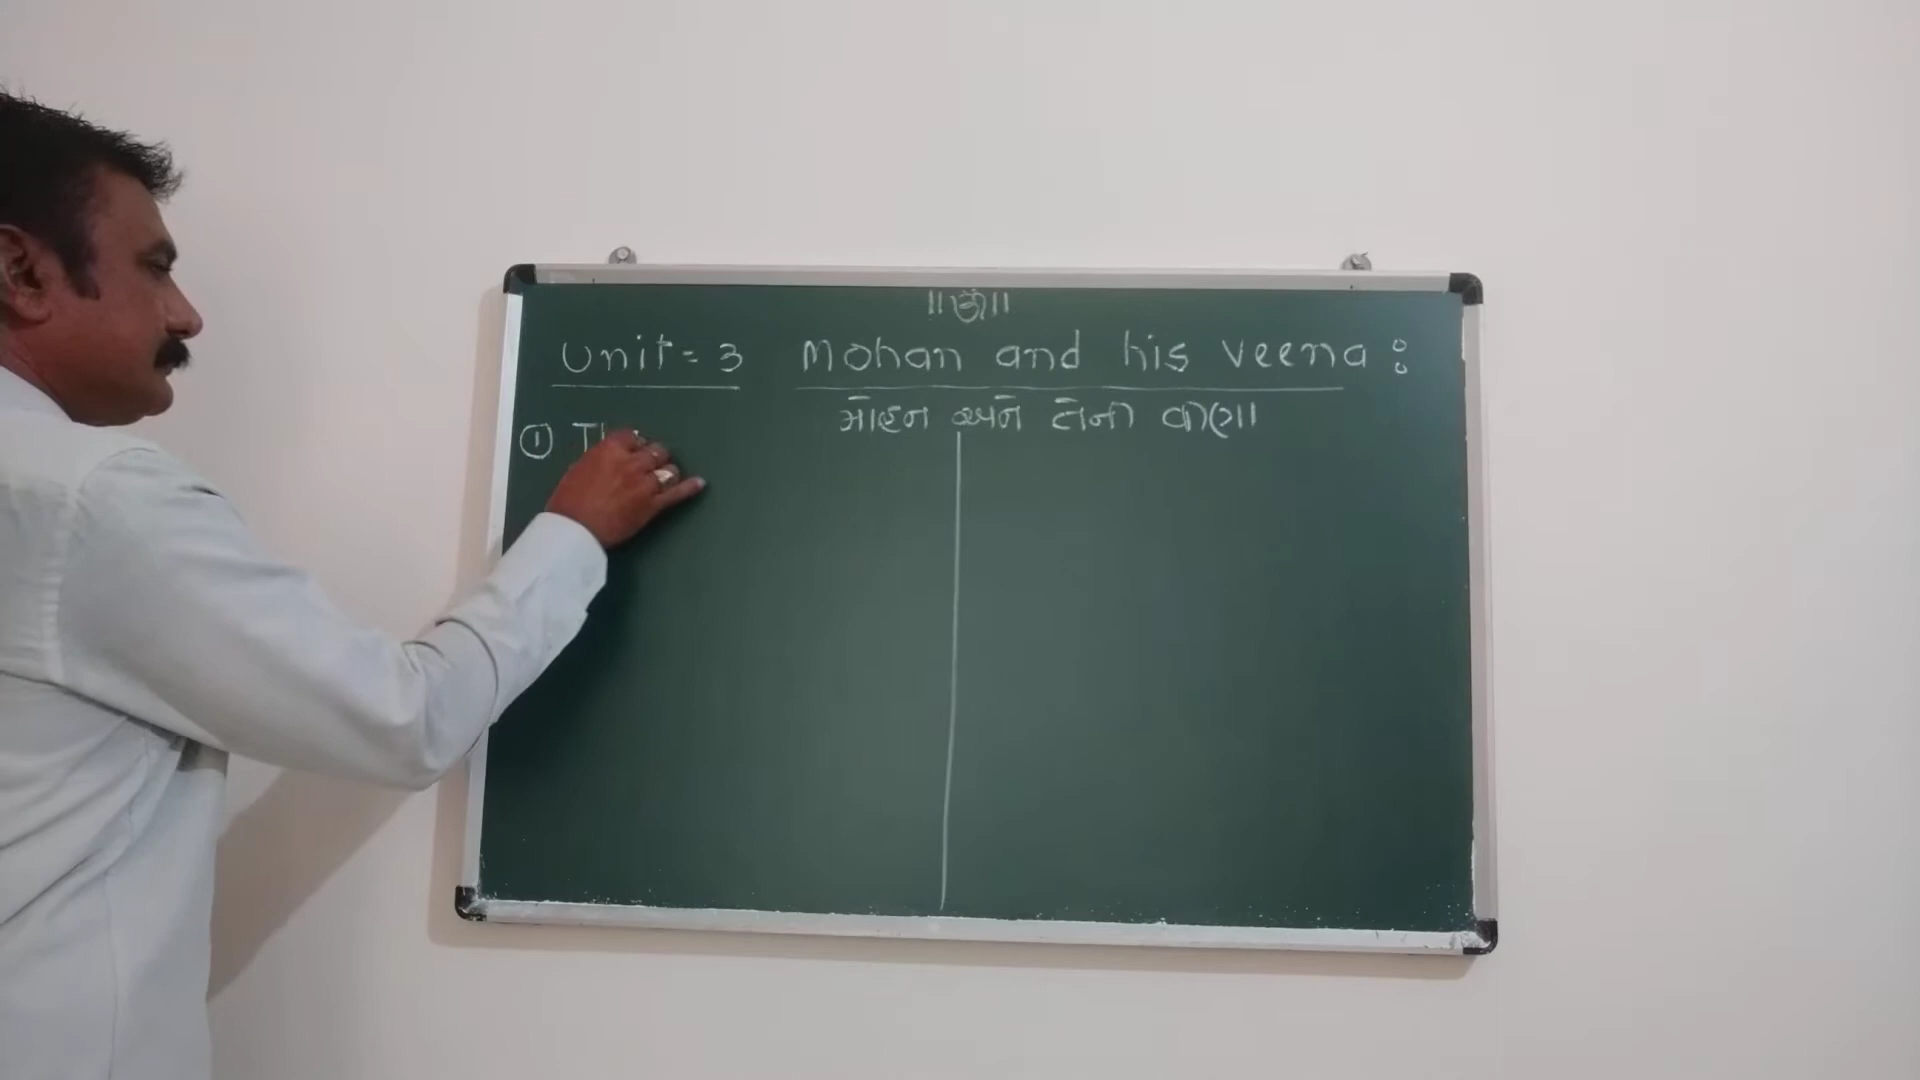 ॥ૐ॥
Unit = 3 Mohan and his Veena :
મોહન અને તેની વીણા
① Th